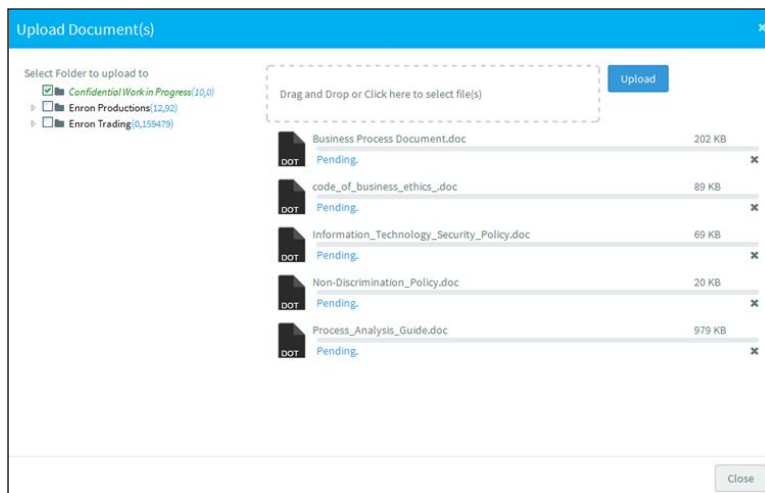 Upload Document(s)
Select Folder to upload to
Confidential Work in Progress(10,0)
Enron Productions(12,92)
Enron Trading(0,159479)
Drag and Drop or Click here to select file(s)
Upload
Business Process Document.doc 202 KB
DOT Pending.
code_of_business_ethics_.doc 89 KB
DOT Pending.
Information_Technology_Security_Policy.doc 69 KB
DOT Pending.
Non-Discrimination_Policy.doc 20 KB
DOT Pending.
Process_Analysis_Guide.doc 979 KB
DOT Pending.
Close